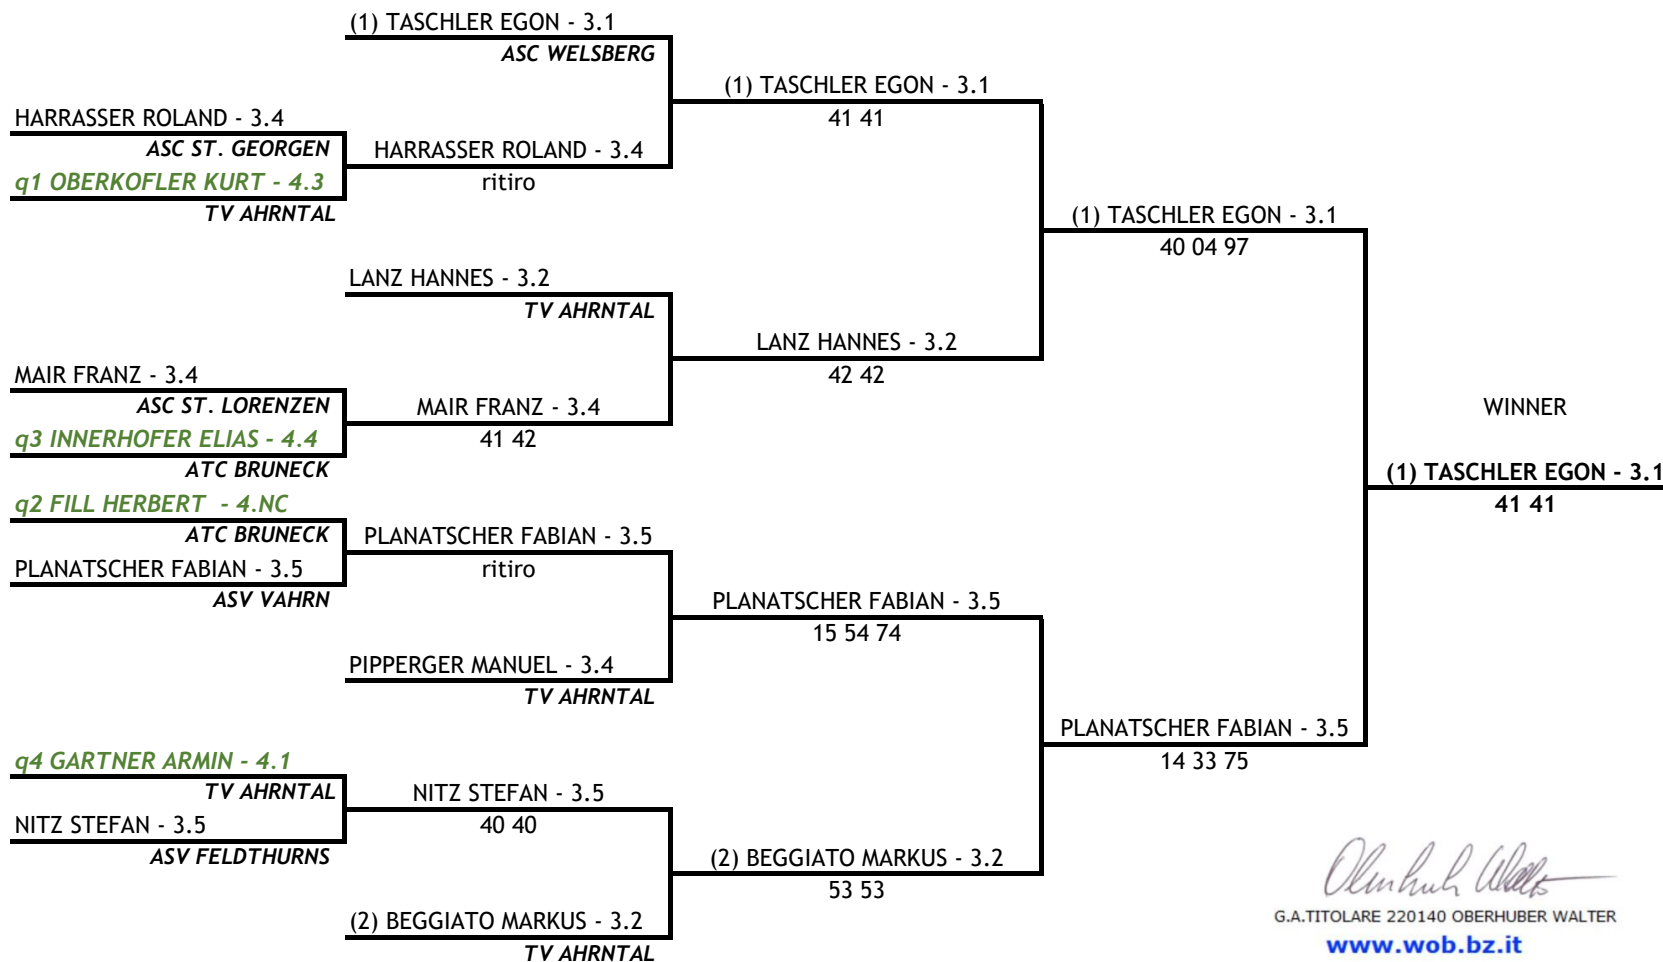 (1) TASCHLER EGON - 3.1
ASC WELSBERG
(1) TASCHLER EGON - 3.1
41 41
HARRASSER ROLAND - 3.4
ASC ST. GEORGEN
HARRASSER ROLAND - 3.4
ritiro
q1 OBERKOFLER KURT - 4.3
TV AHRNTAL
(1) TASCHLER EGON - 3.1
40 04 97
LANZ HANNES - 3.2
TV AHRNTAL
LANZ HANNES - 3.2
42 42
MAIR FRANZ - 3.4
ASC ST. LORENZEN
MAIR FRANZ - 3.4
41 42
q3 INNERHOFER ELIAS - 4.4
ATC BRUNECK
WINNER
(1) TASCHLER EGON - 3.1
41 41
q2 FILL HERBERT - 4.NC
ATC BRUNECK
PLANATSCHER FABIAN - 3.5
ritiro
PLANATSCHER FABIAN - 3.5
ASV VAHRN
PLANATSCHER FABIAN - 3.5
15 54 74
PIPPERGER MANUEL - 3.4
TV AHRNTAL
PLANATSCHER FABIAN - 3.5
14 33 75
q4 GARTNER ARMIN - 4.1
TV AHRNTAL
NITZ STEFAN - 3.5
40 40
NITZ STEFAN - 3.5
ASV FELDTHURNS
(2) BEGGIATO MARKUS - 3.2
53 53
(2) BEGGIATO MARKUS - 3.2
TV AHRNTAL
G.A.TITOLARE 220140 OBERHUBER WALTER
www.wob.bz.it